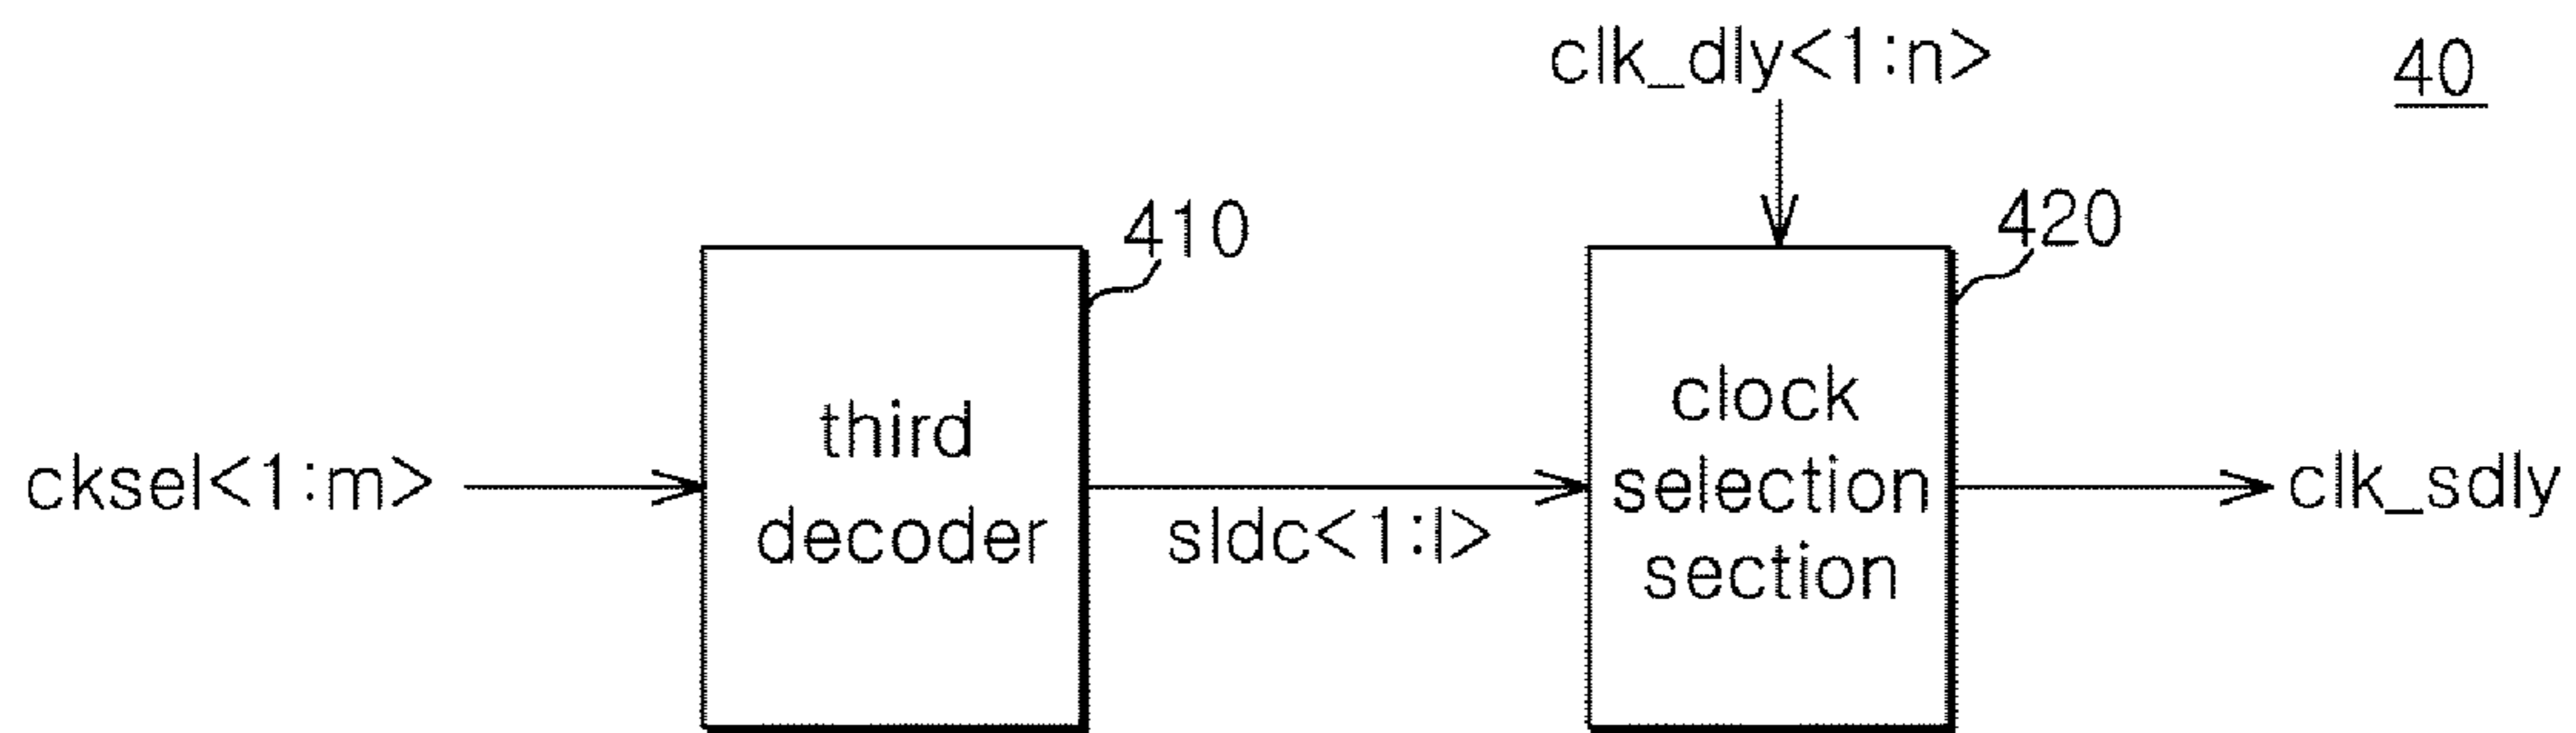 clk_dly<1:n>
40
410
420
third
decoder
clock
selection
section
cksel<1:m>
sldc<1:l>
clk_sdly